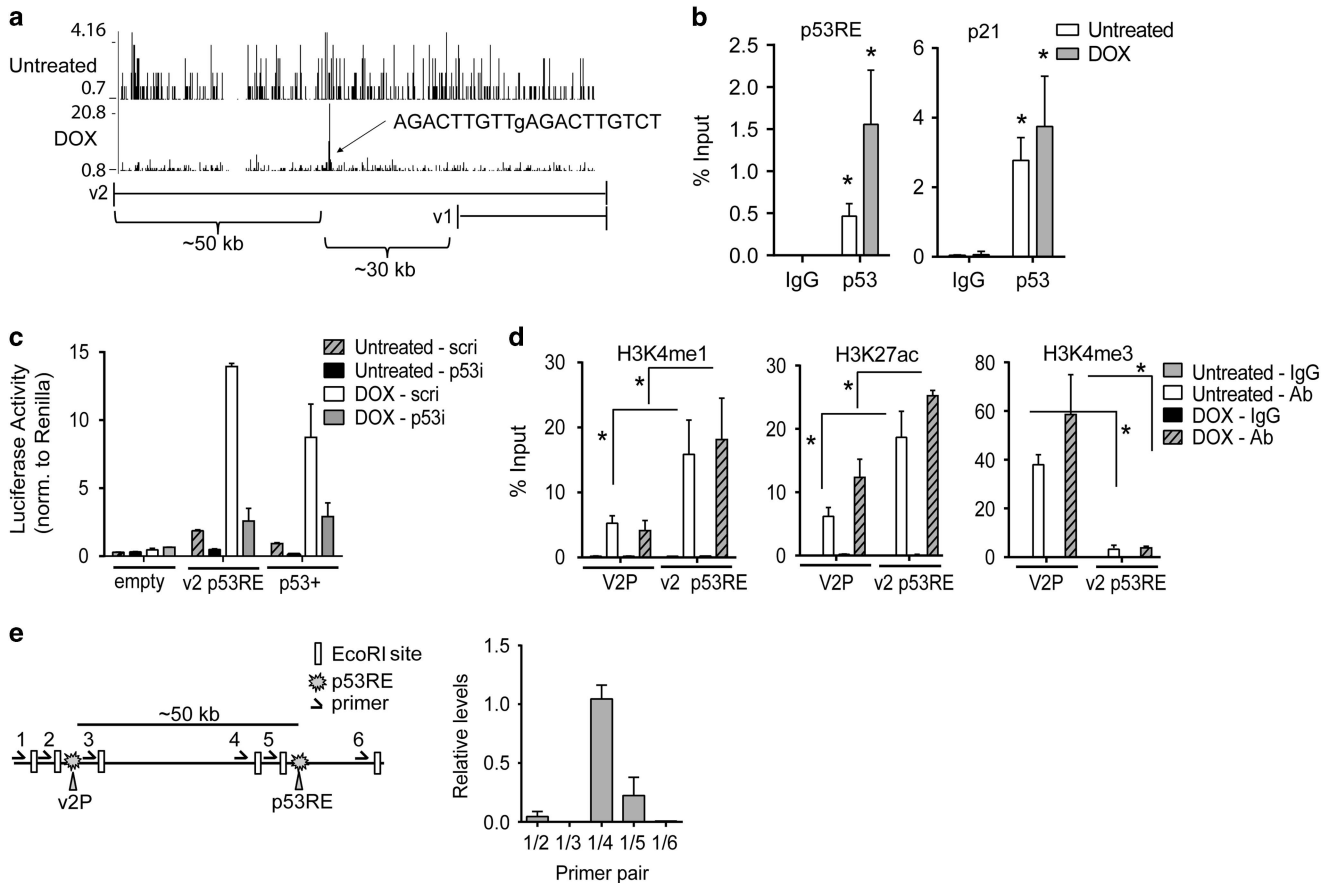 a
4.16
Untreated
0.7
20.8
DOX
AGACTTGTTgAGACTTGTCT
0.8
v2
v1
~50 kb
~30 kb
b
p53RE
p21
Untreated
DOX
% Input
2.5
2.0
1.5
1.0
0.5
0.0
*
*
IgG
p53
6
4
2
0
*
*
IgG
p53
c
Luciferase Activity
(norm. to Renilla)
15
10
5
0
Untreated - scri
Untreated - p53i
DOX - scri
DOX - p53i
empty
v2 p53RE
p53+
d
% Input
H3K4me1
30
20
10
0
*
*
V2P
v2 p53RE
H3K27ac
30
20
10
0
*
*
V2P
v2 p53RE
H3K4me3
80
60
40
20
0
*
*
V2P
v2 p53RE
Untreated - IgG
Untreated - Ab
DOX - IgG
DOX - Ab
e
EcoRI site
p53RE
primer
~50 kb
1
2
3
4
5
6
v2P
p53RE
Relative levels
1.5
1.0
0.5
0.0
1/2 1/3 1/4 1/5 1/6
Primer pair